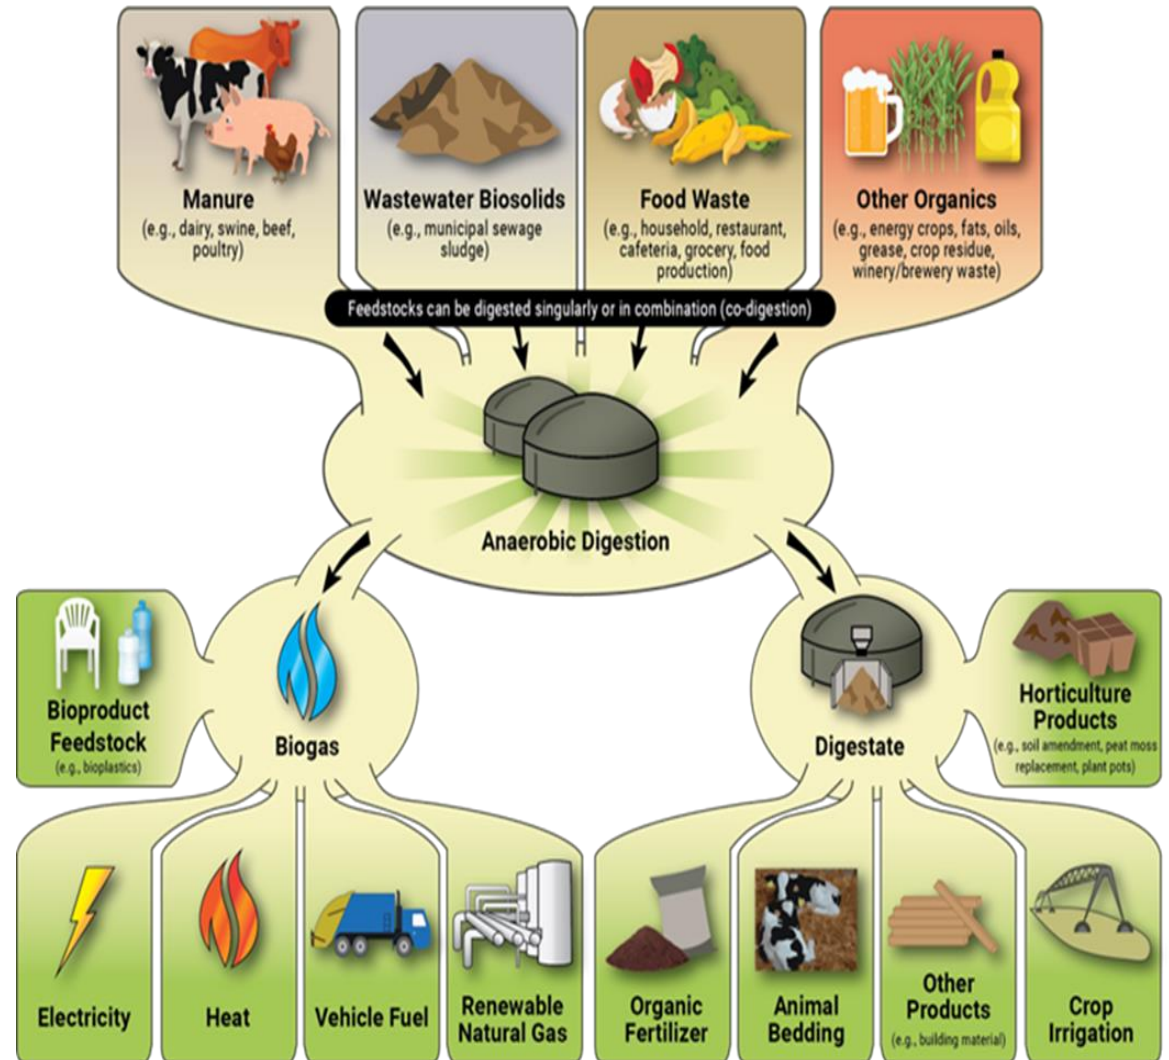 Manure
(e.g., dairy, swine, beef,
poultry)
Wastewater Biosolids
(e.g., municipal sewage
sludge)
Food Waste
(e.g., household, restaurant,
cafeteria, grocery, food
production)
Other Organics
(e.g., energy crops, fats, oils,
grease, crop residue,
winery/brewery waste)
Feedstocks can be digested singularly or in combination (co-digestion)
Anaerobic Digestion
Bioproduct
Feedstock
(e.g., bioplastics)
Biogas
Digestate
Horticulture
Products
(e.g., soil amendment, peat moss
replacement, plant pots)
Electricity
Heat
Vehicle Fuel
Renewable
Natural Gas
Organic
Fertilizer
Animal
Bedding
Other
Products
(e.g., building material)
Crop
Irrigation